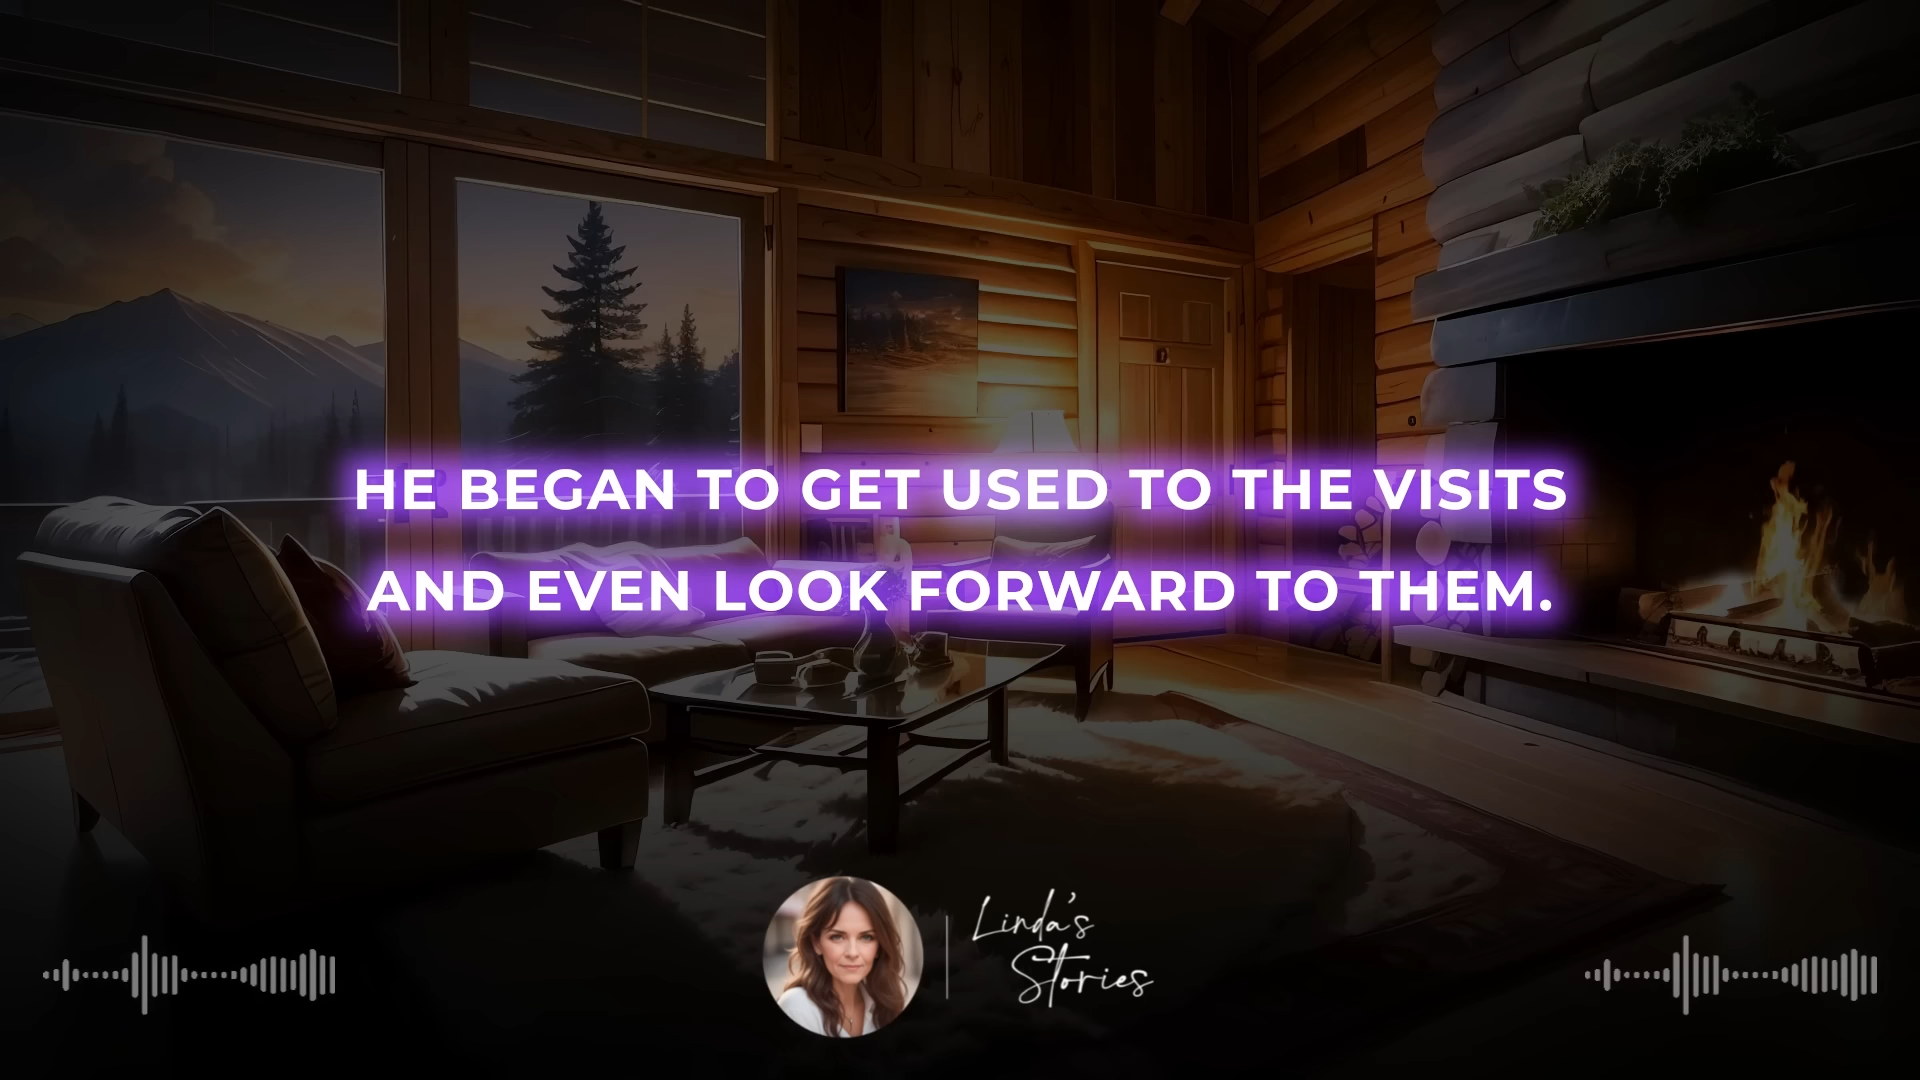 HE BEGAN TO GET USED TO THE VISITS
AND EVEN LOOK FORWARD TO THEM.
Linda's
Stories